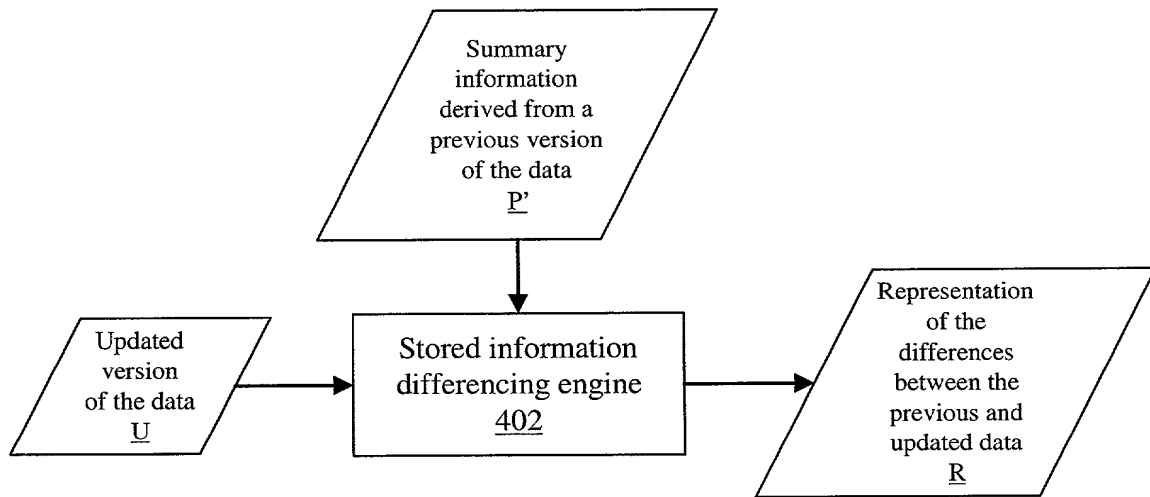 Summary
information
derived from a
previous version
of the data
P'
Updated
version
of the data
U
Stored information
differencing engine
402
Representation
of the
differences
between the
previous and
updated data
R